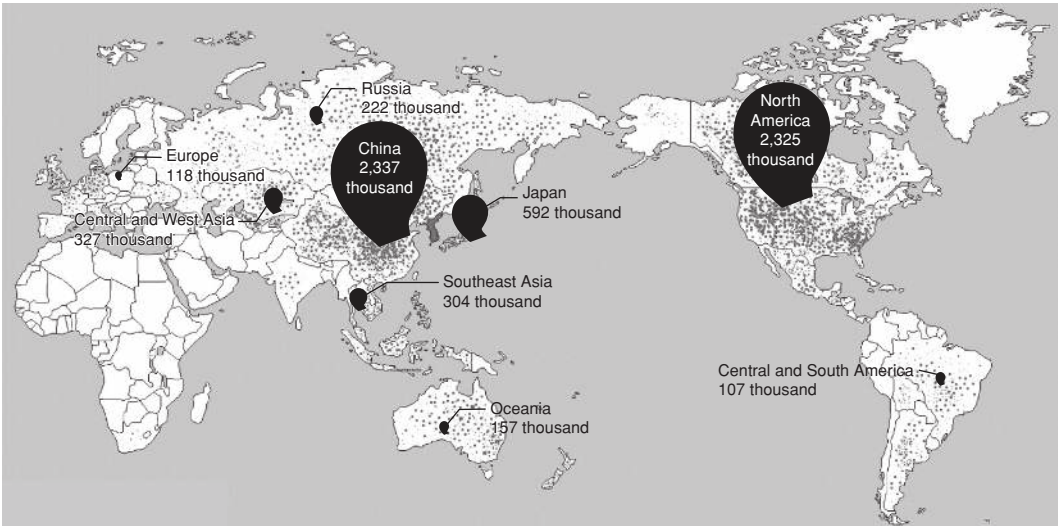 Russia
222 thousand
China
2,337
thousand
North
America
2,325
thousand
Europe
118 thousand
Japan
592 thousand
Central and West Asia
327 thousand
Southeast Asia
304 thousand
Central and South America
107 thousand
Oceania
157 thousand